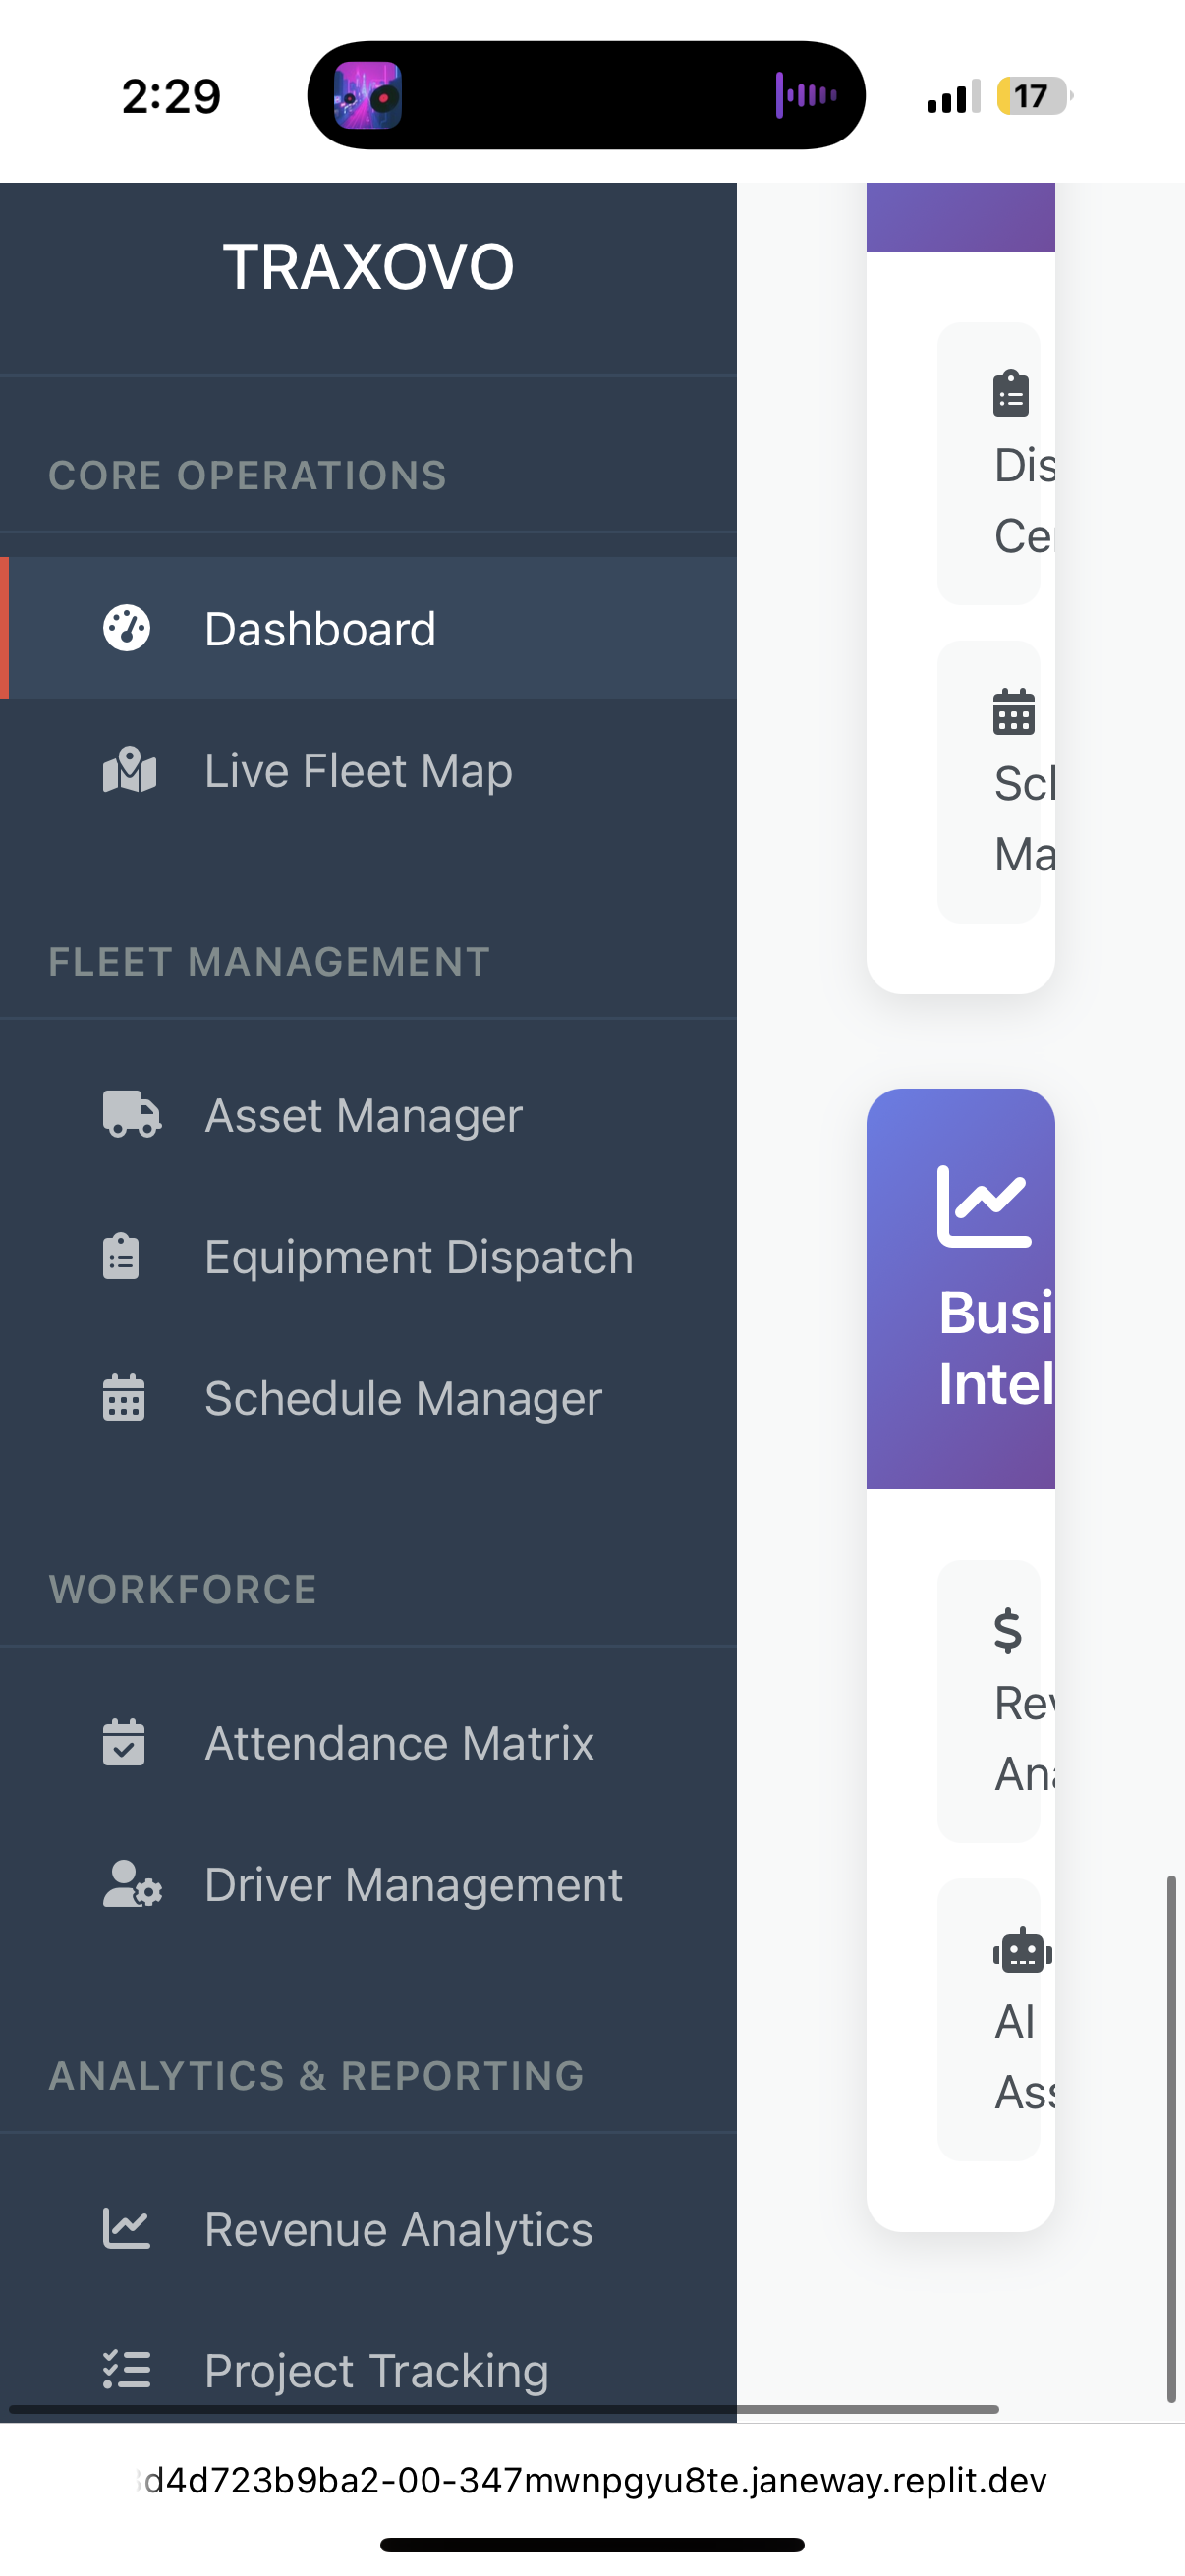 2:29
17
TRAXOVO
CORE OPERATIONS
Dashboard
Live Fleet Map
FLEET MANAGEMENT
Asset Manager
Equipment Dispatch
Schedule Manager
WORKFORCE
Attendance Matrix
Driver Management
ANALYTICS & REPORTING
Revenue Analytics
Project Tracking
Dis
Ce
Sc
Ma
Busi
Intel
Rev
Ana
AI
Ass
d4d723b9ba2-00-347mwnpgyu8te.janeway.replit.dev